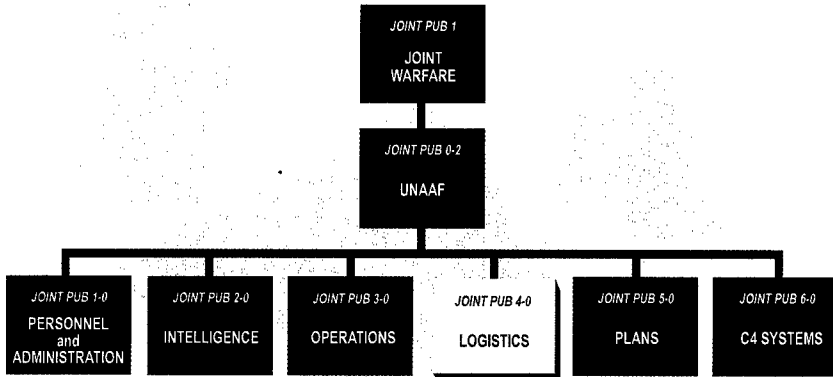 JOINT PUB 1
JOINT
WARFARE
JOINT PUB 0-2
UNAAF
JOINT PUB 1-0
PERSONNEL
and
ADMINISTRATION
JOINT PUB 2-0
INTELLIGENCE
JOINT PUB 3-0
OPERATIONS
JOINT PUB 4-0
LOGISTICS
JOINT PUB 5-0
PLANS
JOINT PUB 6-0
C4 SYSTEMS